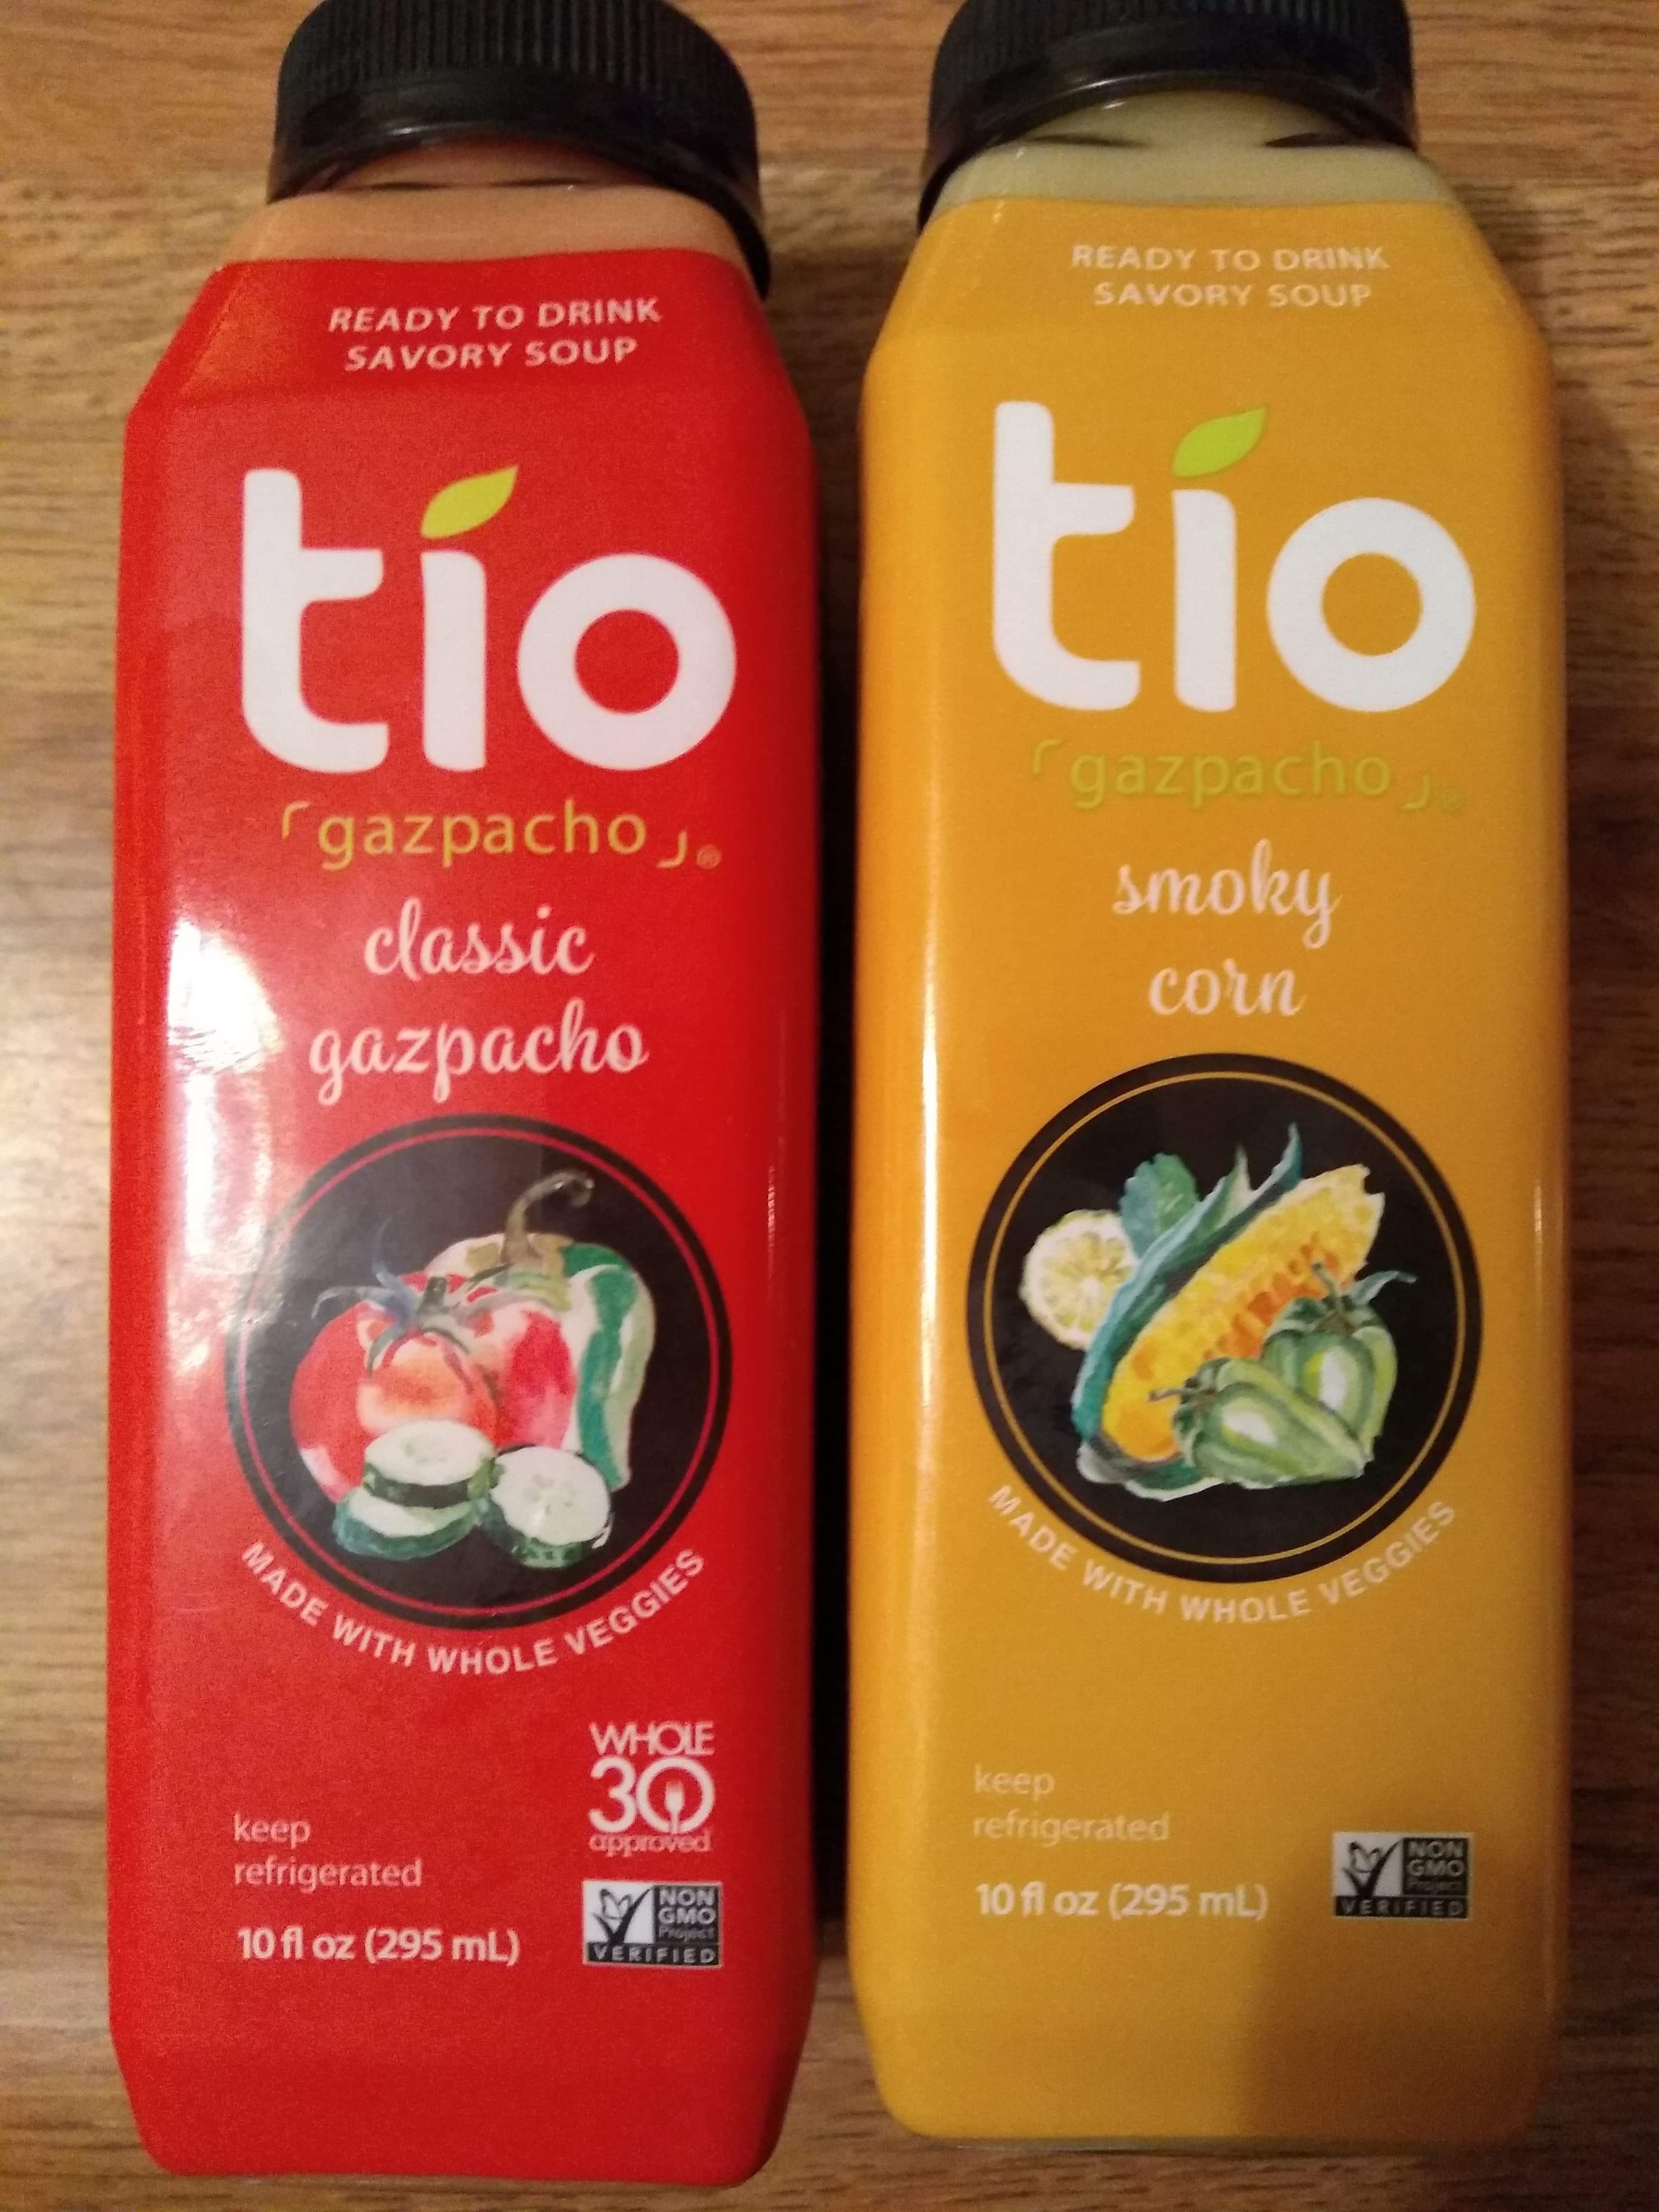 READY TO DRINK
SAVORY SOUP
tío
gazpacho®
classic
gazpacho
MADE WITH WHOLE VEGGIES
WHOLE
30
approved
keep
refrigerated
10 fl oz (295 mL)
NON
GMO
Project
VERIFIED
READY TO DRINK
SAVORY SOUP
tío
gazpacho®
smoky
corn
MADE WITH WHOLE VEGGIES
keep
refrigerated
10 fl oz (295 mL)
NON
GMO
Project
VERIFIED